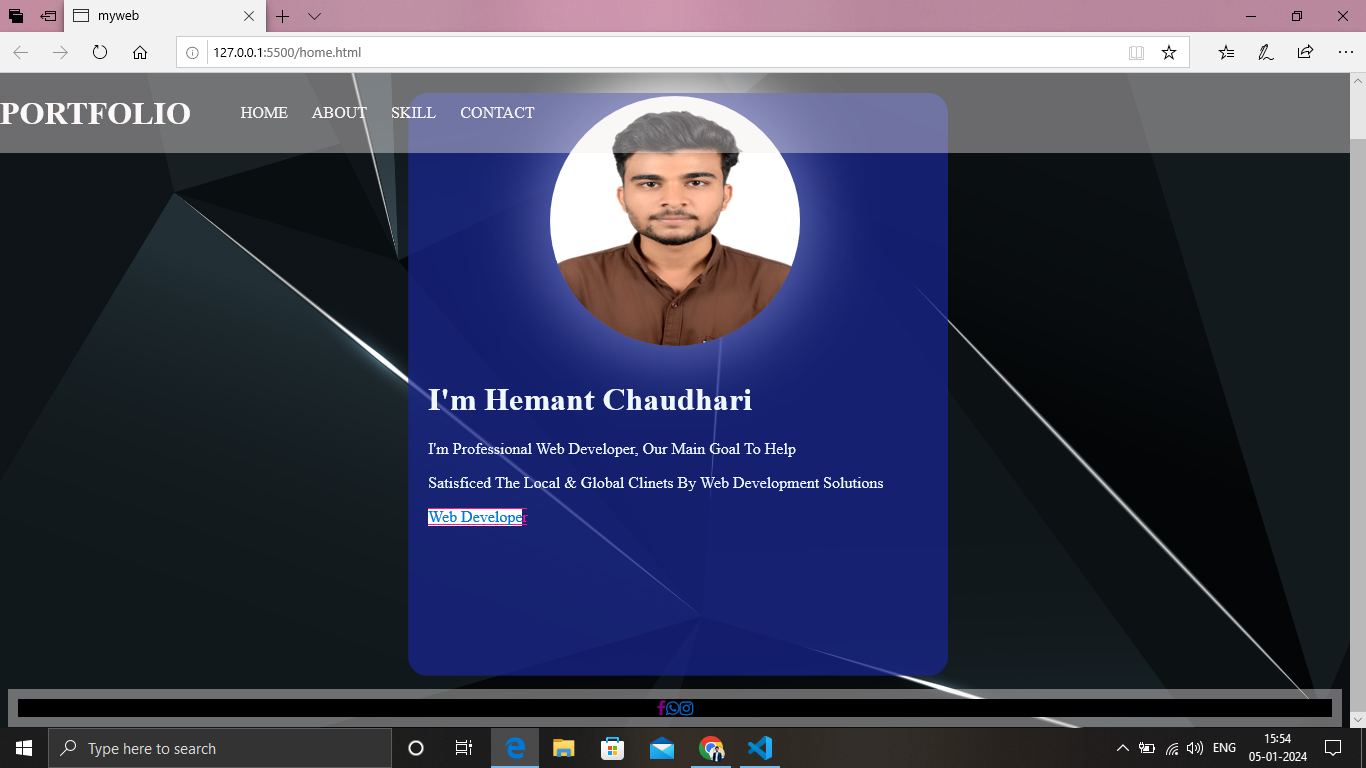 myweb
127.0.0.1:5500/home.html
PORTFOLIO HOME ABOUT SKILL CONTACT
I'm Hemant Chaudhari
I'm Professional Web Developer, Our Main Goal To Help
Satisficed The Local & Global Clinets By Web Development Solutions
Web Developer
Type here to search
ENG
15:54
05-01-2024